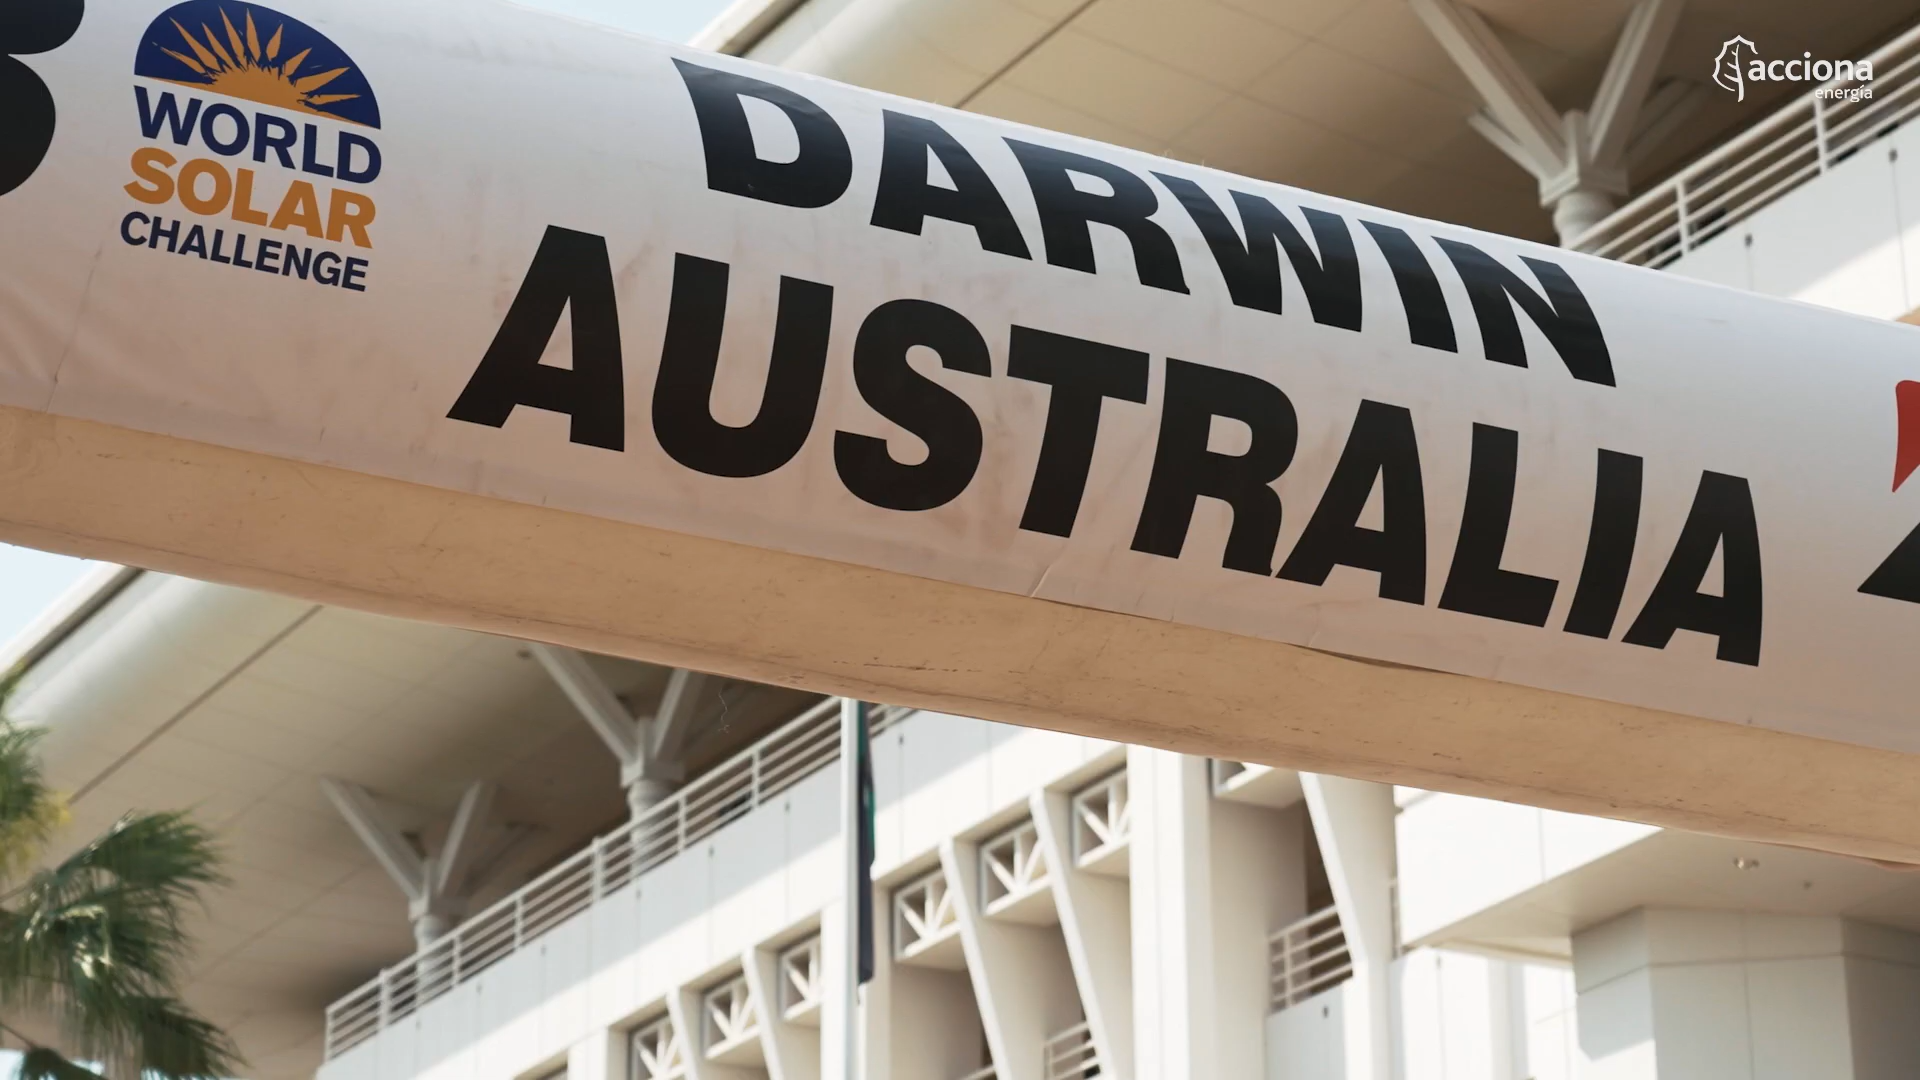 WORLD
SOLAR
CHALLENGE
DARWIN
AUSTRALIA
acciona
energía